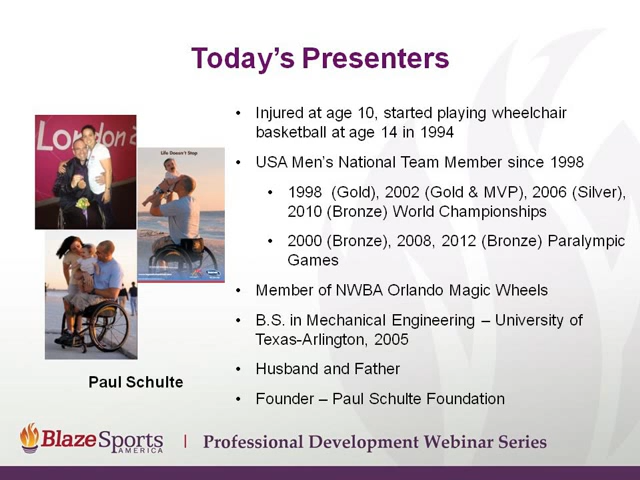 Today's Presenters
• Injured at age 10, started playing wheelchair
basketball at age 14 in 1994
• USA Men's National Team Member since 1998
• 1998  (Gold), 2002 (Gold & MVP), 2006 (Silver),
2010 (Bronze) World Championships
• 2000 (Bronze), 2008, 2012 (Bronze) Paralympic
Games
• Member of NWBA Orlando Magic Wheels
• B.S. in Mechanical Engineering – University of
Texas-Arlington, 2005
• Husband and Father
• Founder – Paul Schulte Foundation
London
Life Doesn't Stop
Paul Schulte
BlazeSports
AMERICA
| Professional Development Webinar Series